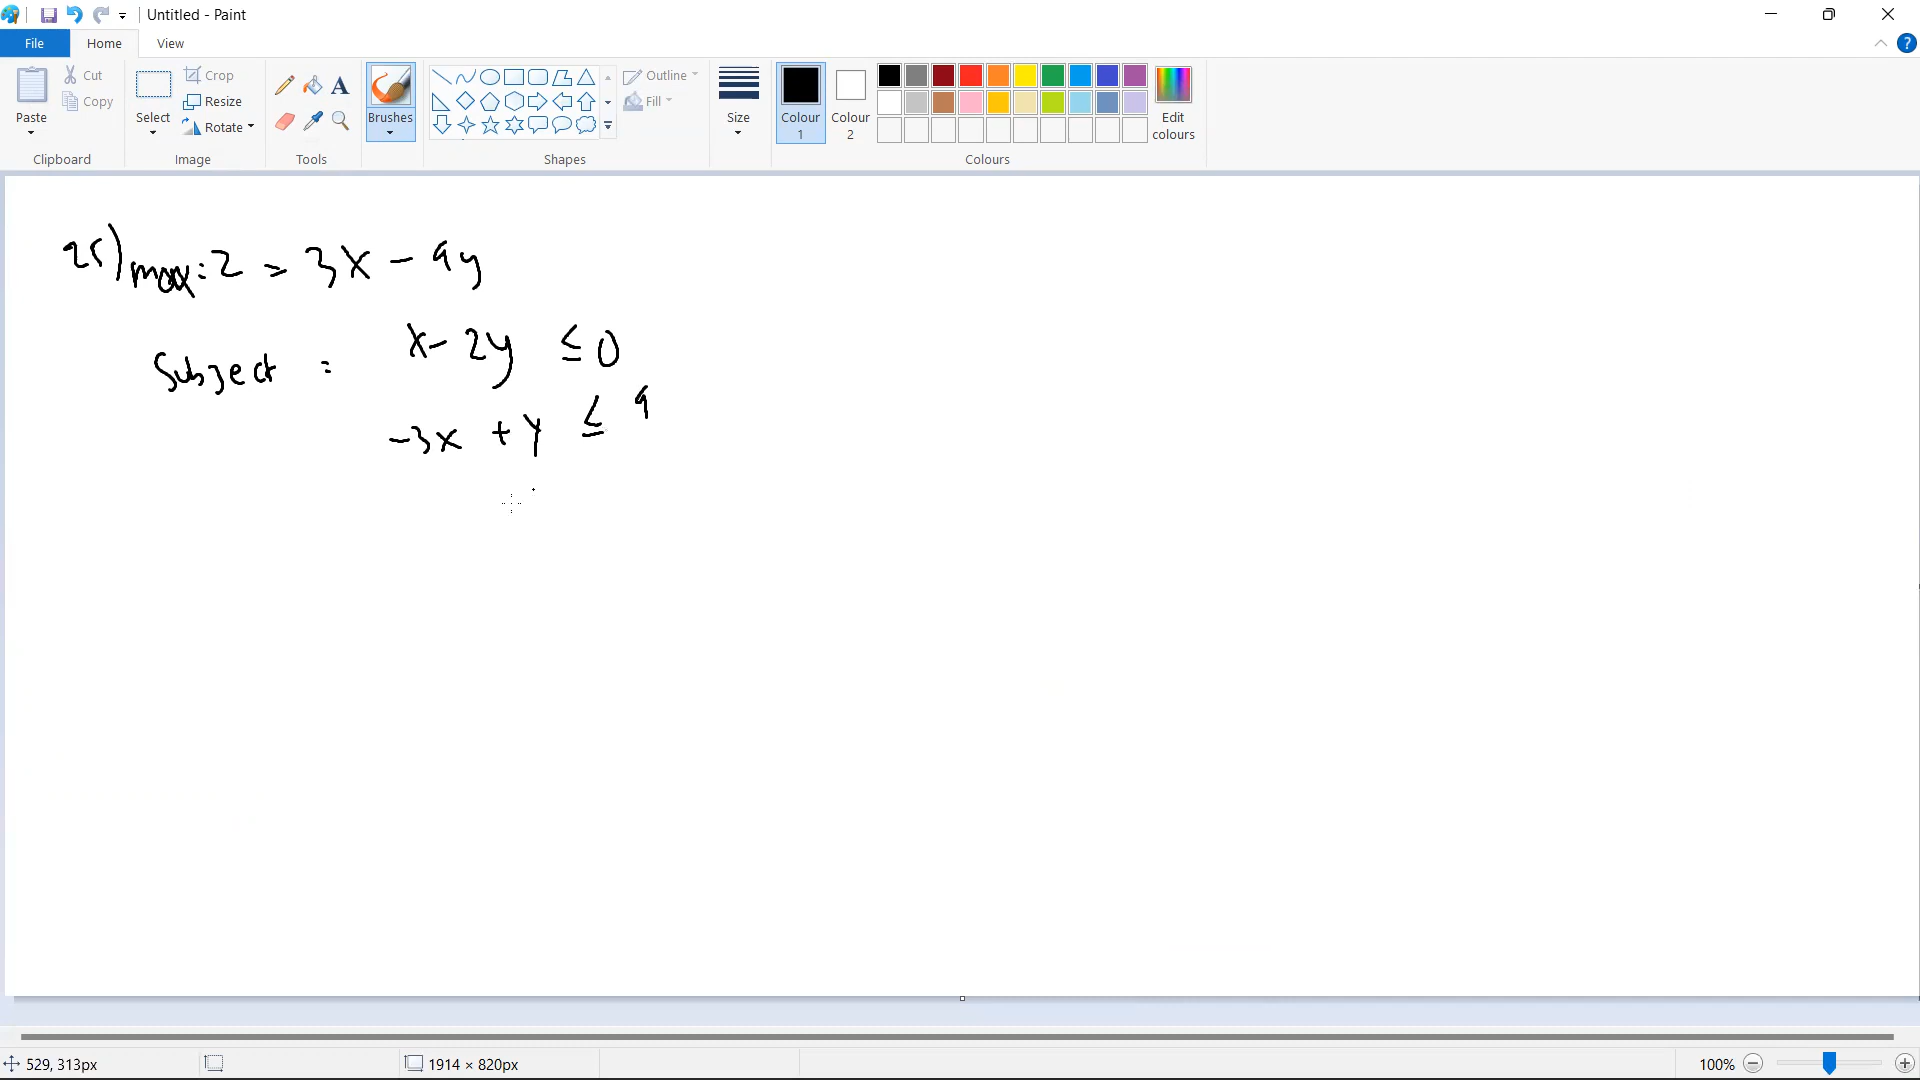 Untitled - Paint
File Home View
Paste
Cut
Copy
Clipboard
Select
Crop
Resize
Rotate
Image
Tools
Brushes
Shapes
Outline
Fill
Size
Colour 1
Colour 2
Edit colours
Colours
25) max: Z = 3x - 9y
Subject : x - 2y ≤ 0
-3x + y ≤ 9
529, 313px
1914 × 820px
100%